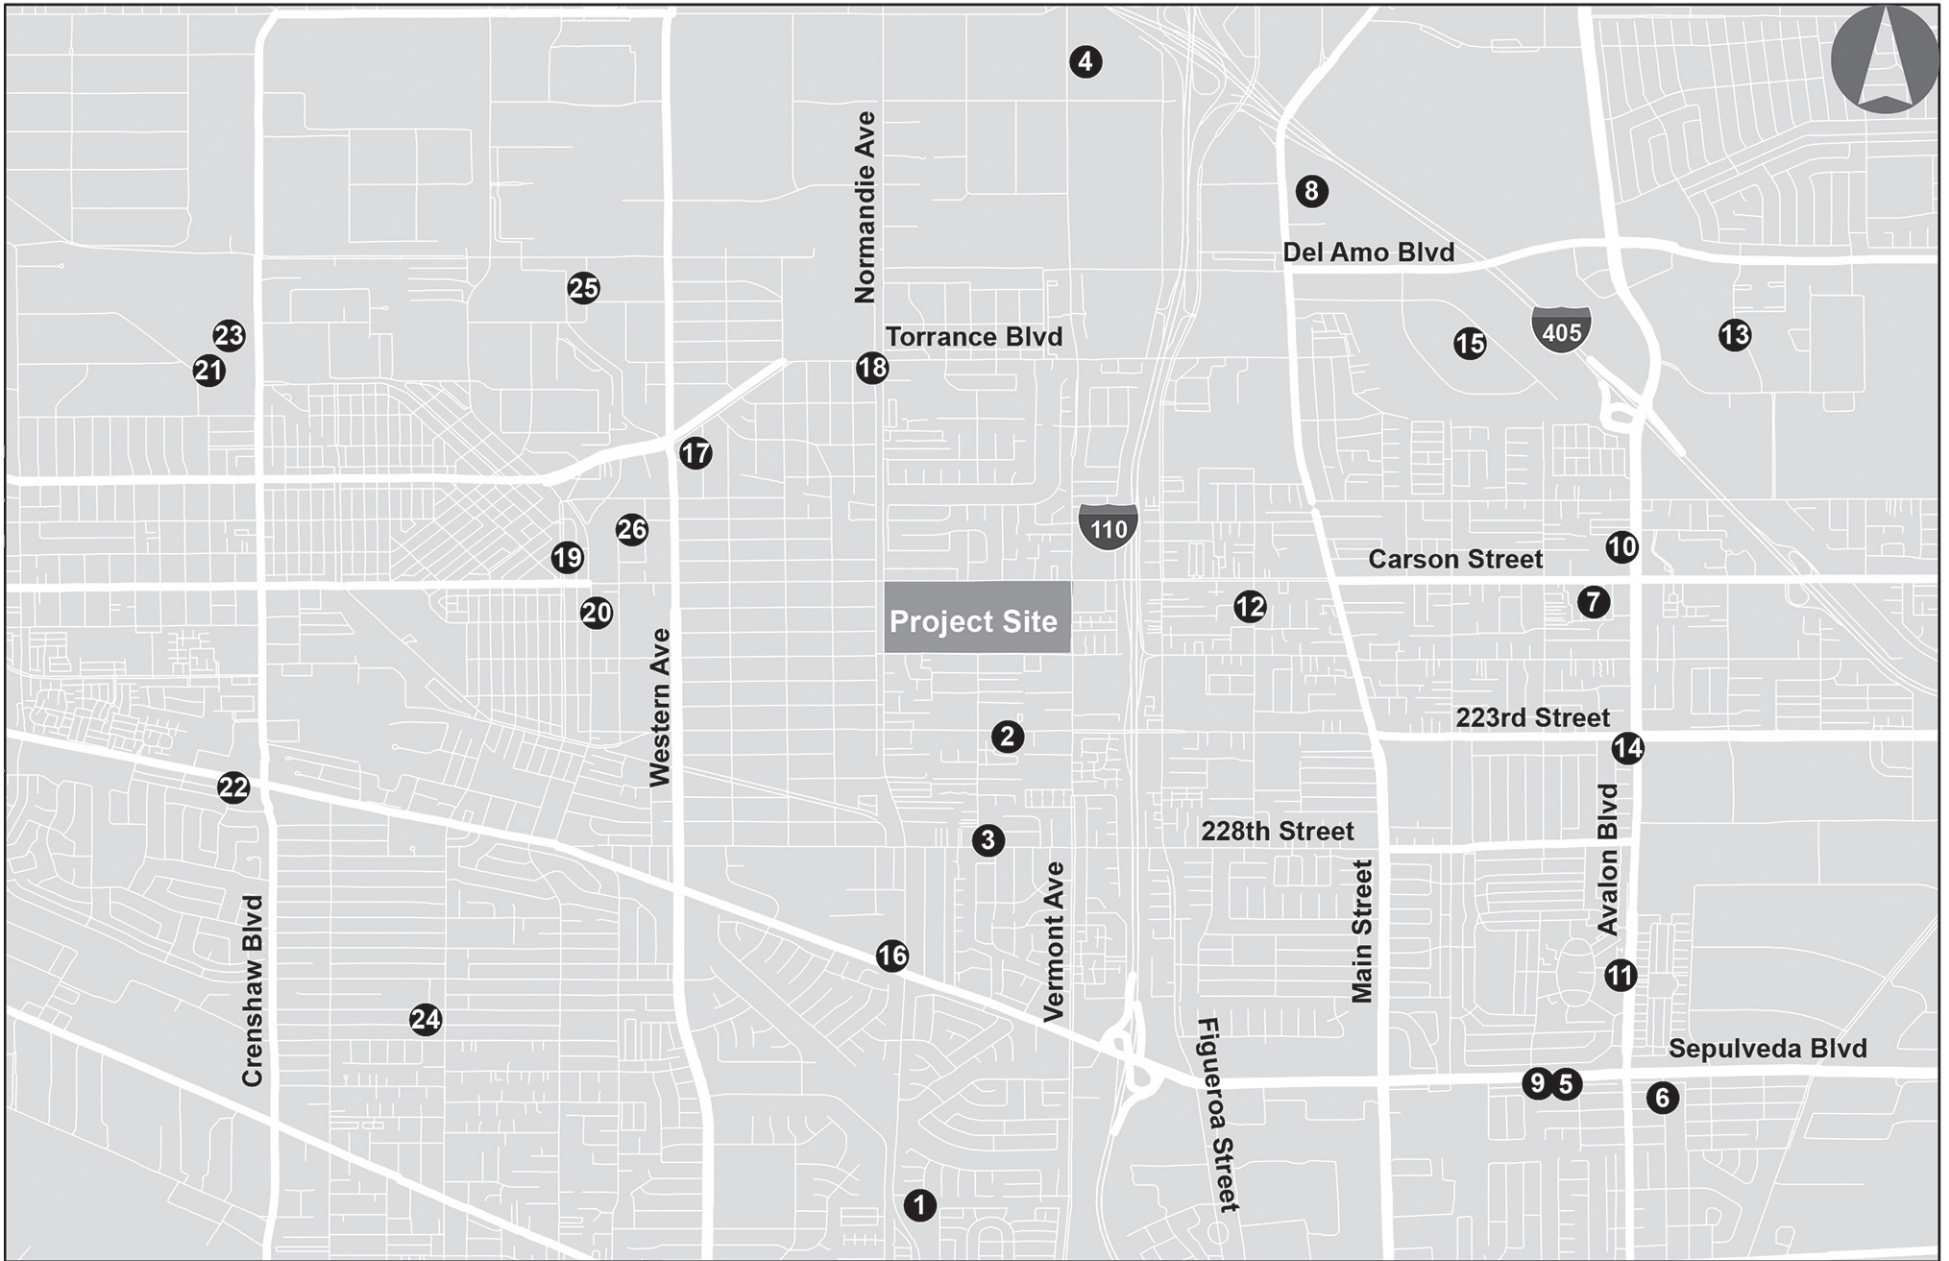 4
Normandie Ave
8
Del Amo Blvd
25
23
21
Torrance Blvd
18
15
405
13
17
26
110
19
10
Carson Street
20
Project Site
12
7
Western Ave
2
223rd Street
14
22
3
228th Street
Avalon Blvd
Crenshaw Blvd
Vermont Ave
Main Street
16
11
24
Figueroa Street
Sepulveda Blvd
9
5
6
1